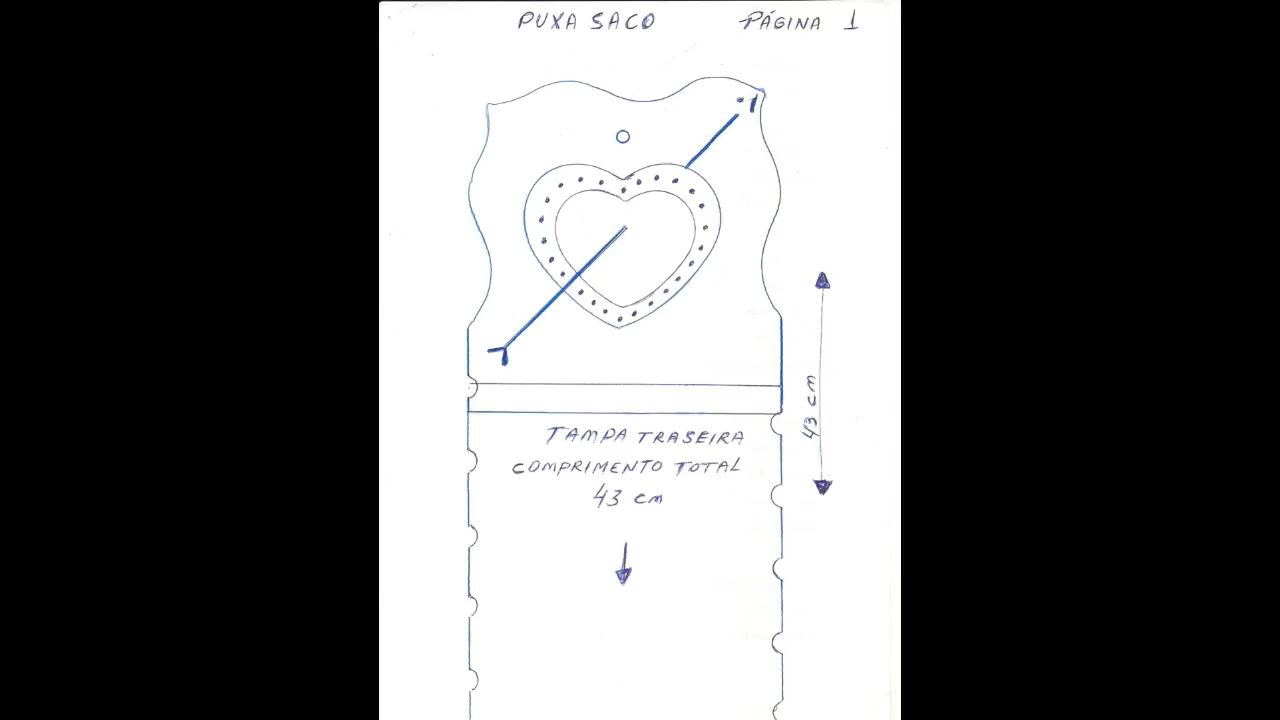 PUXA SACO PÁGINA 1
43 cm
TAMPA TRASEIRA
COMPRIMENTO TOTAL
43 cm